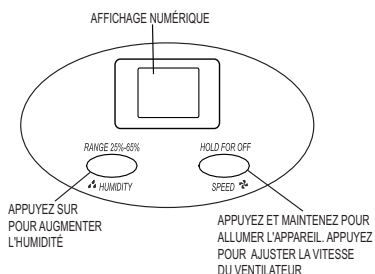 AFFICHAGE NUMÉRIQUE
RANGE 25%-65%
HOLD FOR OFF
HUMIDITY
SPEED
APPUYEZ SUR
POUR AUGMENTER
L'HUMIDITÉ
APPUYEZ ET MAINTENEZ POUR
ALLUMER L'APPAREIL. APPUYEZ
POUR AJUSTER LA VITESSE
DU VENTILATEUR